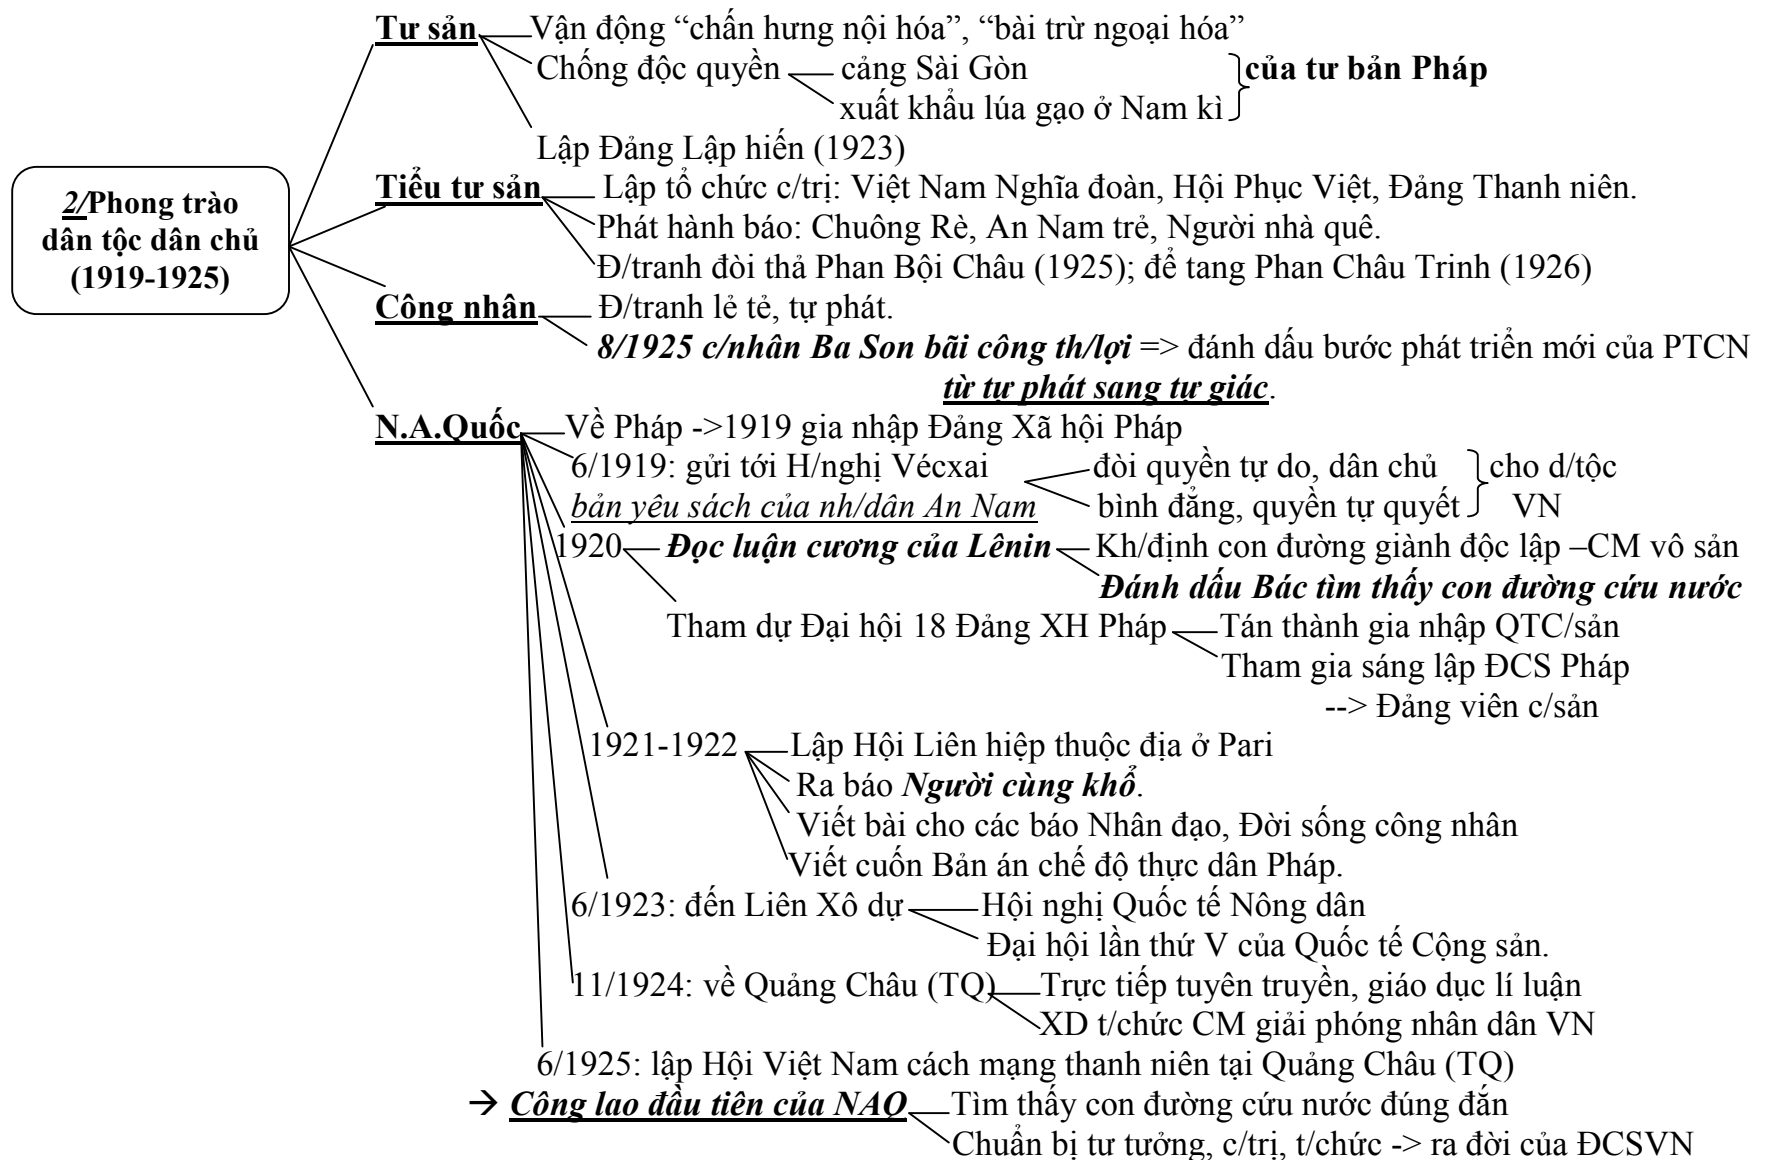 Tư sản Vận động “chấn hưng nội hóa”, “bài trừ ngoại hóa”
Chống độc quyền cảng Sài Gòn của tư bản Pháp
xuất khẩu lúa gạo ở Nam kì
Lập Đảng Lập hiến (1923)
2/Phong trào
dân tộc dân chủ
(1919-1925)
Tiểu tư sản Lập tổ chức c/trị: Việt Nam Nghĩa đoàn, Hội Phục Việt, Đảng Thanh niên.
Phát hành báo: Chuông Rè, An Nam trẻ, Người nhà quê.
Đ/tranh đòi thả Phan Bội Châu (1925); để tang Phan Châu Trinh (1926)
Công nhân Đ/tranh lẻ tẻ, tự phát.
8/1925 c/nhân Ba Son bãi công th/lợi => đánh dấu bước phát triển mới của PTCN
từ tự phát sang tự giác.
N.A.Quốc Về Pháp ->1919 gia nhập Đảng Xã hội Pháp
6/1919: gửi tới H/nghị Vécxai đòi quyền tự do, dân chủ cho d/tộc
bản yêu sách của nh/dân An Nam bình đẳng, quyền tự quyết VN
1920 Đọc luận cương của Lênin Kh/định con đường giành độc lập –CM vô sản
Đánh dấu Bác tìm thấy con đường cứu nước
Tham dự Đại hội 18 Đảng XH Pháp Tán thành gia nhập QTC/sản
Tham gia sáng lập ĐCS Pháp
--> Đảng viên c/sản
1921-1922 Lập Hội Liên hiệp thuộc địa ở Pari
Ra báo Người cùng khổ.
Viết bài cho các báo Nhân đạo, Đời sống công nhân
Viết cuốn Bản án chế độ thực dân Pháp.
6/1923: đến Liên Xô dự Hội nghị Quốc tế Nông dân
Đại hội lần thứ V của Quốc tế Cộng sản.
11/1924: về Quảng Châu (TQ) Trực tiếp tuyên truyền, giáo dục lí luận
XD t/chức CM giải phóng nhân dân VN
6/1925: lập Hội Việt Nam cách mạng thanh niên tại Quảng Châu (TQ)
→ Công lao đầu tiên của NAQ Tìm thấy con đường cứu nước đúng đắn
Chuẩn bị tư tưởng, c/trị, t/chức -> ra đời của ĐCSVN